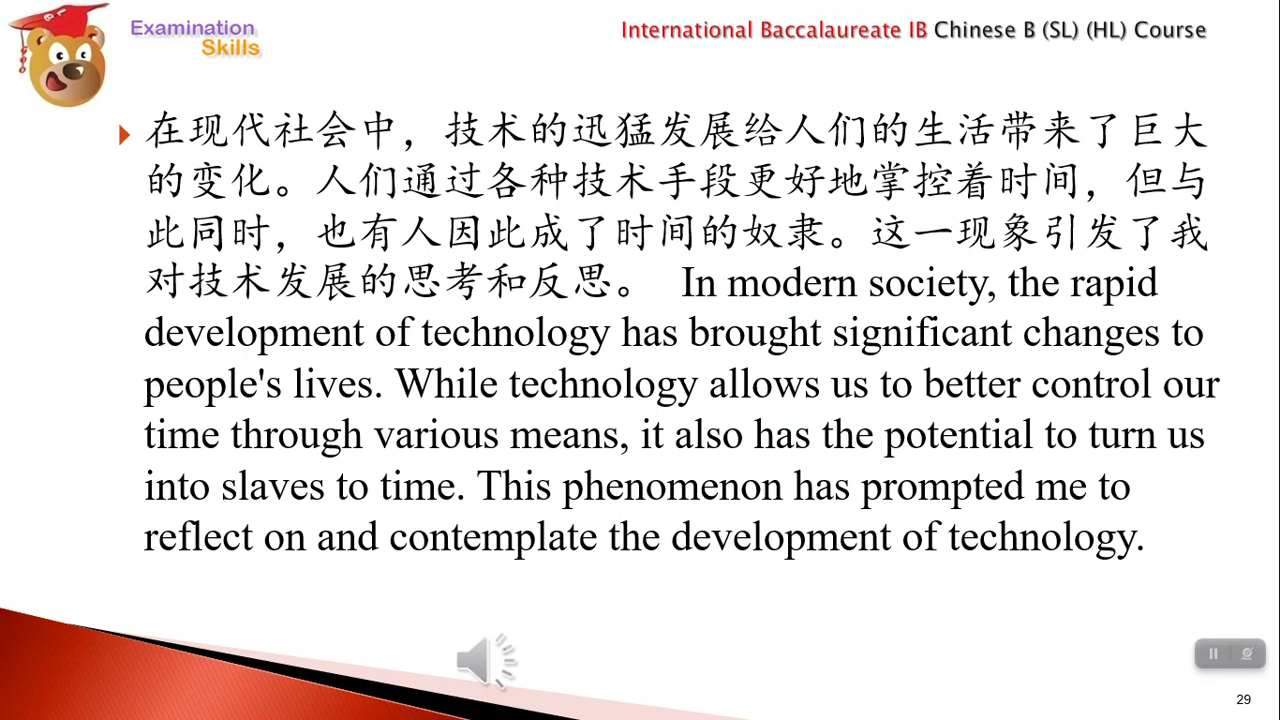 Examination
Skills
International Baccalaureate IB Chinese B (SL) (HL) Course
在现代社会中，技术的迅猛发展给人们的生活带来了巨大
的变化。人们通过各种技术手段更好地掌控着时间，但与
此同时，也有人因此成了时间的奴隶。这一现象引发了我
对技术发展的思考和反思。 In modern society, the rapid
development of technology has brought significant changes to
people's lives. While technology allows us to better control our
time through various means, it also has the potential to turn us
into slaves to time. This phenomenon has prompted me to
reflect on and contemplate the development of technology.
29